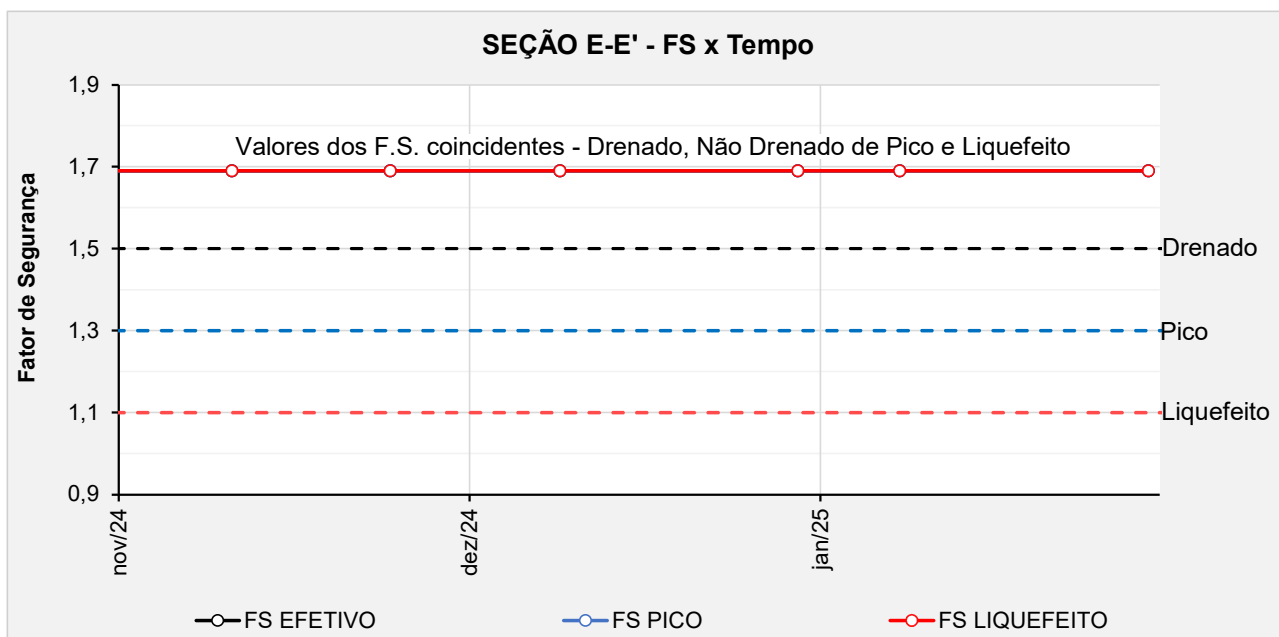 SEÇÃO E-E' - FS x Tempo
1,9
Valores dos F.S. coincidentes - Drenado, Não Drenado de Pico e Liquefeito
1,7
1,5
Drenado
1,3
Pico
1,1
Liquefeito
0,9
Fator de Segurança
nov/24
dez/24
jan/25
FS EFETIVO
FS PICO
FS LIQUEFEITO